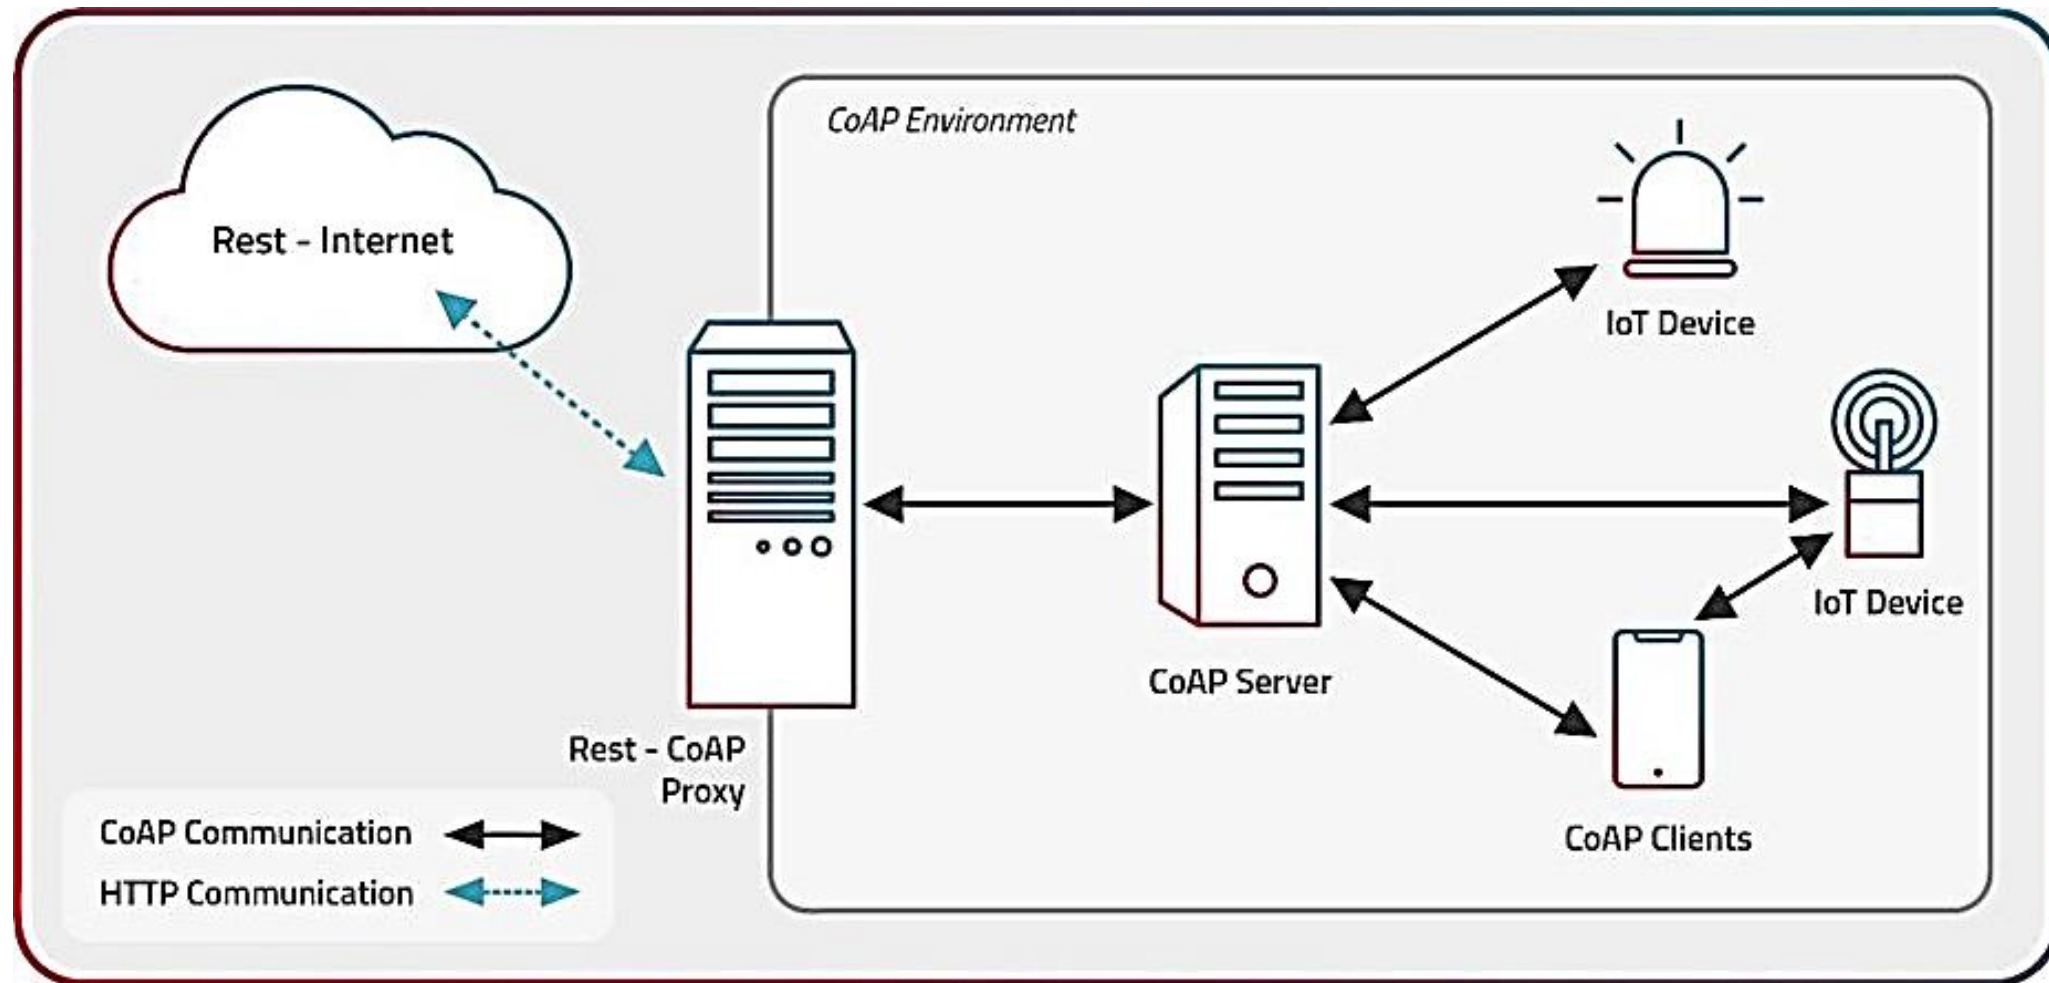 CoAP Environment
Rest - Internet
IoT Device
IoT Device
CoAP Server
Rest - CoAP
Proxy
CoAP Clients
CoAP Communication
HTTP Communication